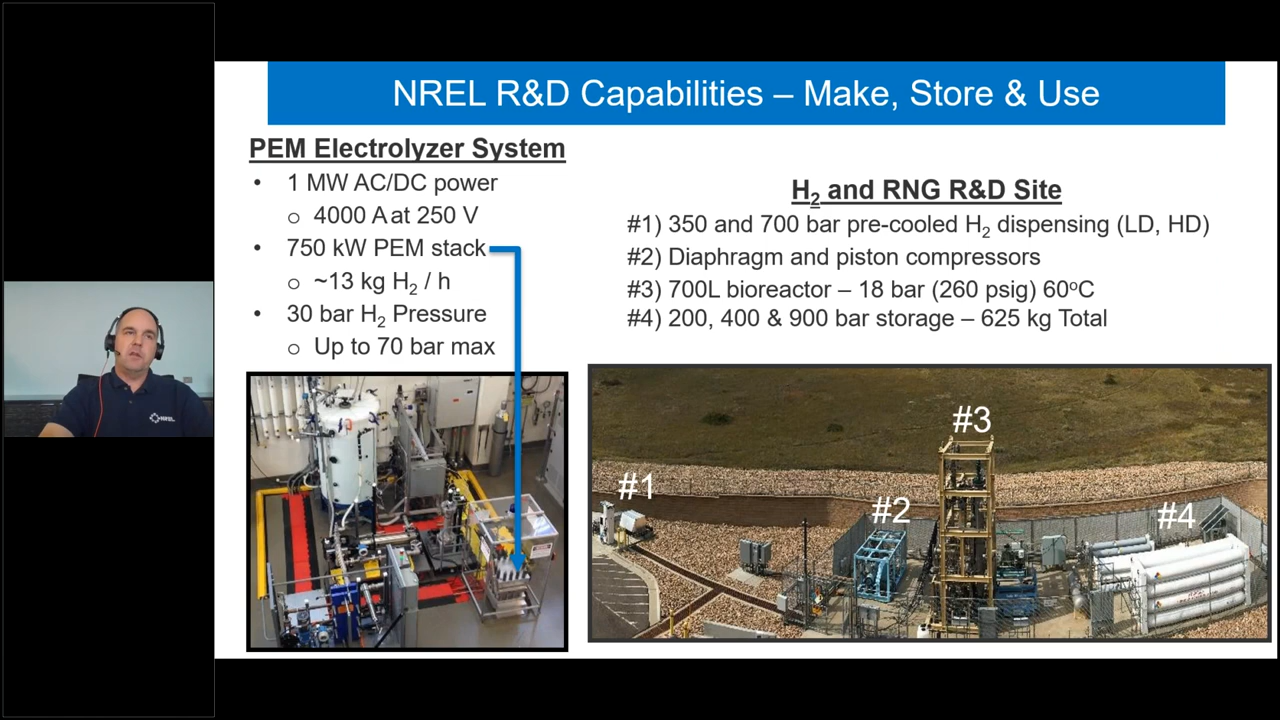 NREL R&D Capabilities – Make, Store & Use
PEM Electrolyzer System
• 1 MW AC/DC power
o 4000 A at 250 V
• 750 kW PEM stack
o ~13 kg H₂ / h
• 30 bar H₂ Pressure
o Up to 70 bar max
H₂ and RNG R&D Site
#1) 350 and 700 bar pre-cooled H₂ dispensing (LD, HD)
#2) Diaphragm and piston compressors
#3) 700L bioreactor – 18 bar (260 psig) 60ᵒC
#4) 200, 400 & 900 bar storage – 625 kg Total
#1
#2
#3
#4
NREL